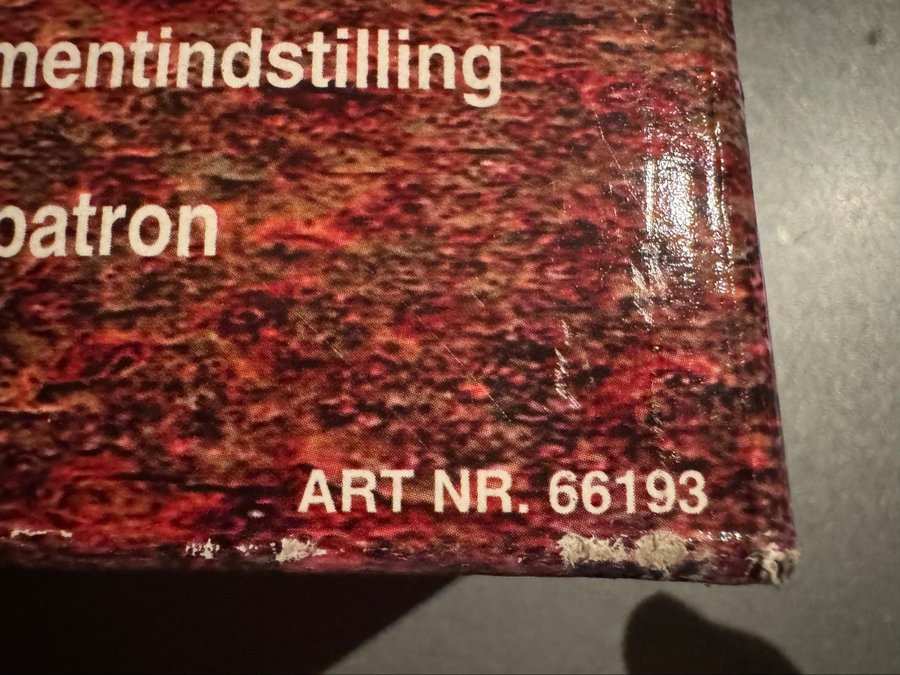 mentindstilling
patron
ART NR. 66193